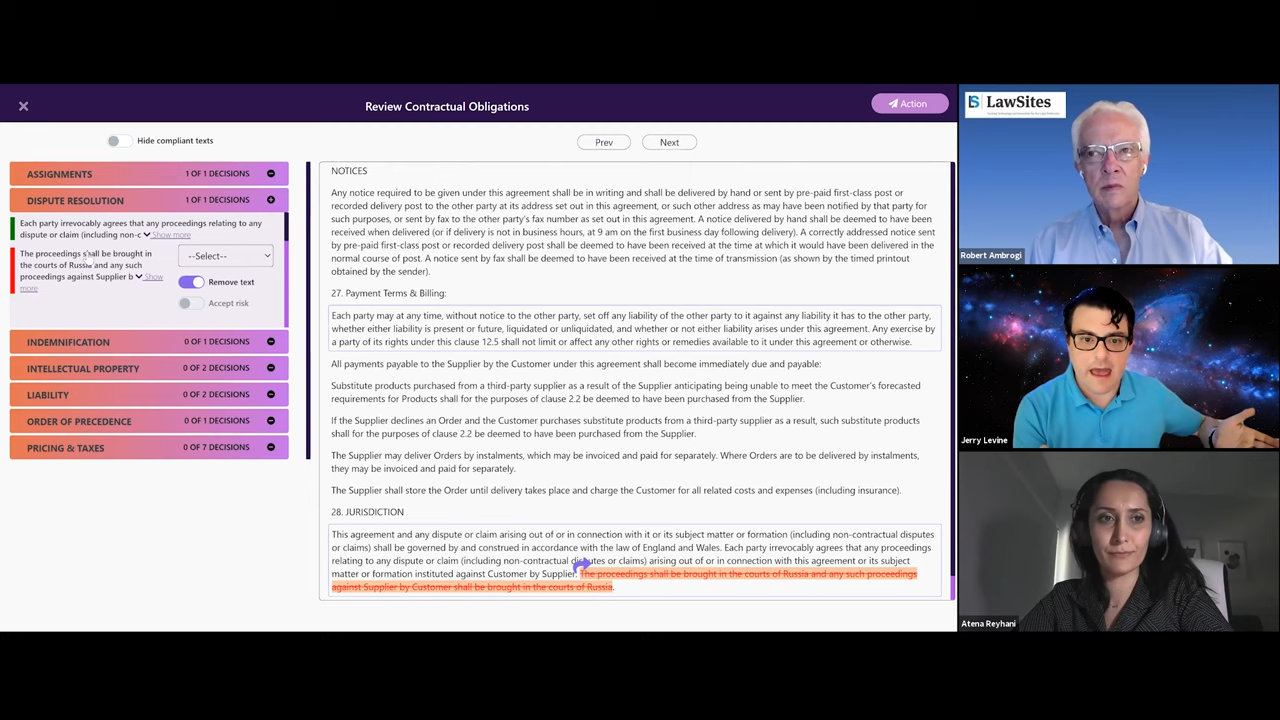 Review Contractual Obligations
Action
Hide compliant texts
Prev
Next
ASSIGNMENTS
1 OF 1 DECISIONS
DISPUTE RESOLUTION
1 OF 1 DECISIONS
Each party irrevocably agrees that any proceedings relating to any
dispute or claim (including non-c Show more
The proceedings shall be brought in
the courts of Russia and any such
proceedings against Supplier b Show
more
--Select--
Remove text
Accept risk
INDEMNIFICATION
0 OF 1 DECISIONS
INTELLECTUAL PROPERTY
0 OF 2 DECISIONS
LIABILITY
0 OF 2 DECISIONS
ORDER OF PRECEDENCE
0 OF 1 DECISIONS
PRICING & TAXES
0 OF 7 DECISIONS
NOTICES
Any notice required to be given under this agreement shall be in writing and shall be delivered by hand or sent by pre-paid first-class post or
recorded delivery post to the other party at its address set out in this agreement, or such other address as may have been notified by that party for
such purposes, or sent by fax to the other party's fax number as set out in this agreement. A notice delivered by hand shall be deemed to have been
received when delivered (or if delivery is not in business hours, at 9 am on the first business day following delivery). A correctly addressed notice sent
by pre-paid first-class post or recorded delivery post shall be deemed to have been received at the time at which it would have been delivered in the
normal course of post. A notice sent by fax shall be deemed to have been received at the time of transmission (as shown by the timed printout
obtained by the sender).
27. Payment Terms & Billing:
Each party may at any time, without notice to the other party, set off any liability of the other party to it against any liability it has to the other party,
whether either liability is present or future, liquidated or unliquidated, and whether or not either liability arises under this agreement. Any exercise by
a party of its rights under this clause 12.5 shall not limit or affect any other rights or remedies available to it under this agreement or otherwise.
All payments payable to the Supplier by the Customer under this agreement shall become immediately due and payable:
Substitute products purchased from a third-party supplier as a result of the Supplier anticipating being unable to meet the Customer's forecasted
requirements for Products shall for the purposes of clause 2.2 be deemed to have been purchased from the Supplier.
If the Supplier declines an Order and the Customer purchases substitute products from a third-party supplier as a result, such substitute products
shall for the purposes of clause 2.2 be deemed to have been purchased from the Supplier.
The Supplier may deliver Orders by instalments, which may be invoiced and paid for separately. Where Orders are to be delivered by instalments,
they may be invoiced and paid for separately.
The Supplier shall store the Order until delivery takes place and charge the Customer for all related costs and expenses (including insurance).
28. JURISDICTION
This agreement and any dispute or claim arising out of or in connection with it or its subject matter or formation (including non-contractual disputes
or claims) shall be governed by and construed in accordance with the law of England and Wales. Each party irrevocably agrees that any proceedings
relating to any dispute or claim (including non-contractual disputes or claims) arising out of or in connection with this agreement or its subject
matter or formation instituted against Customer by Supplier. The proceedings shall be brought in the courts of Russia and any such proceedings
against Supplier by Customer shall be brought in the courts of Russia.
LS LawSites
Robert Ambrogi
Jerry Levine
Atena Reyhani